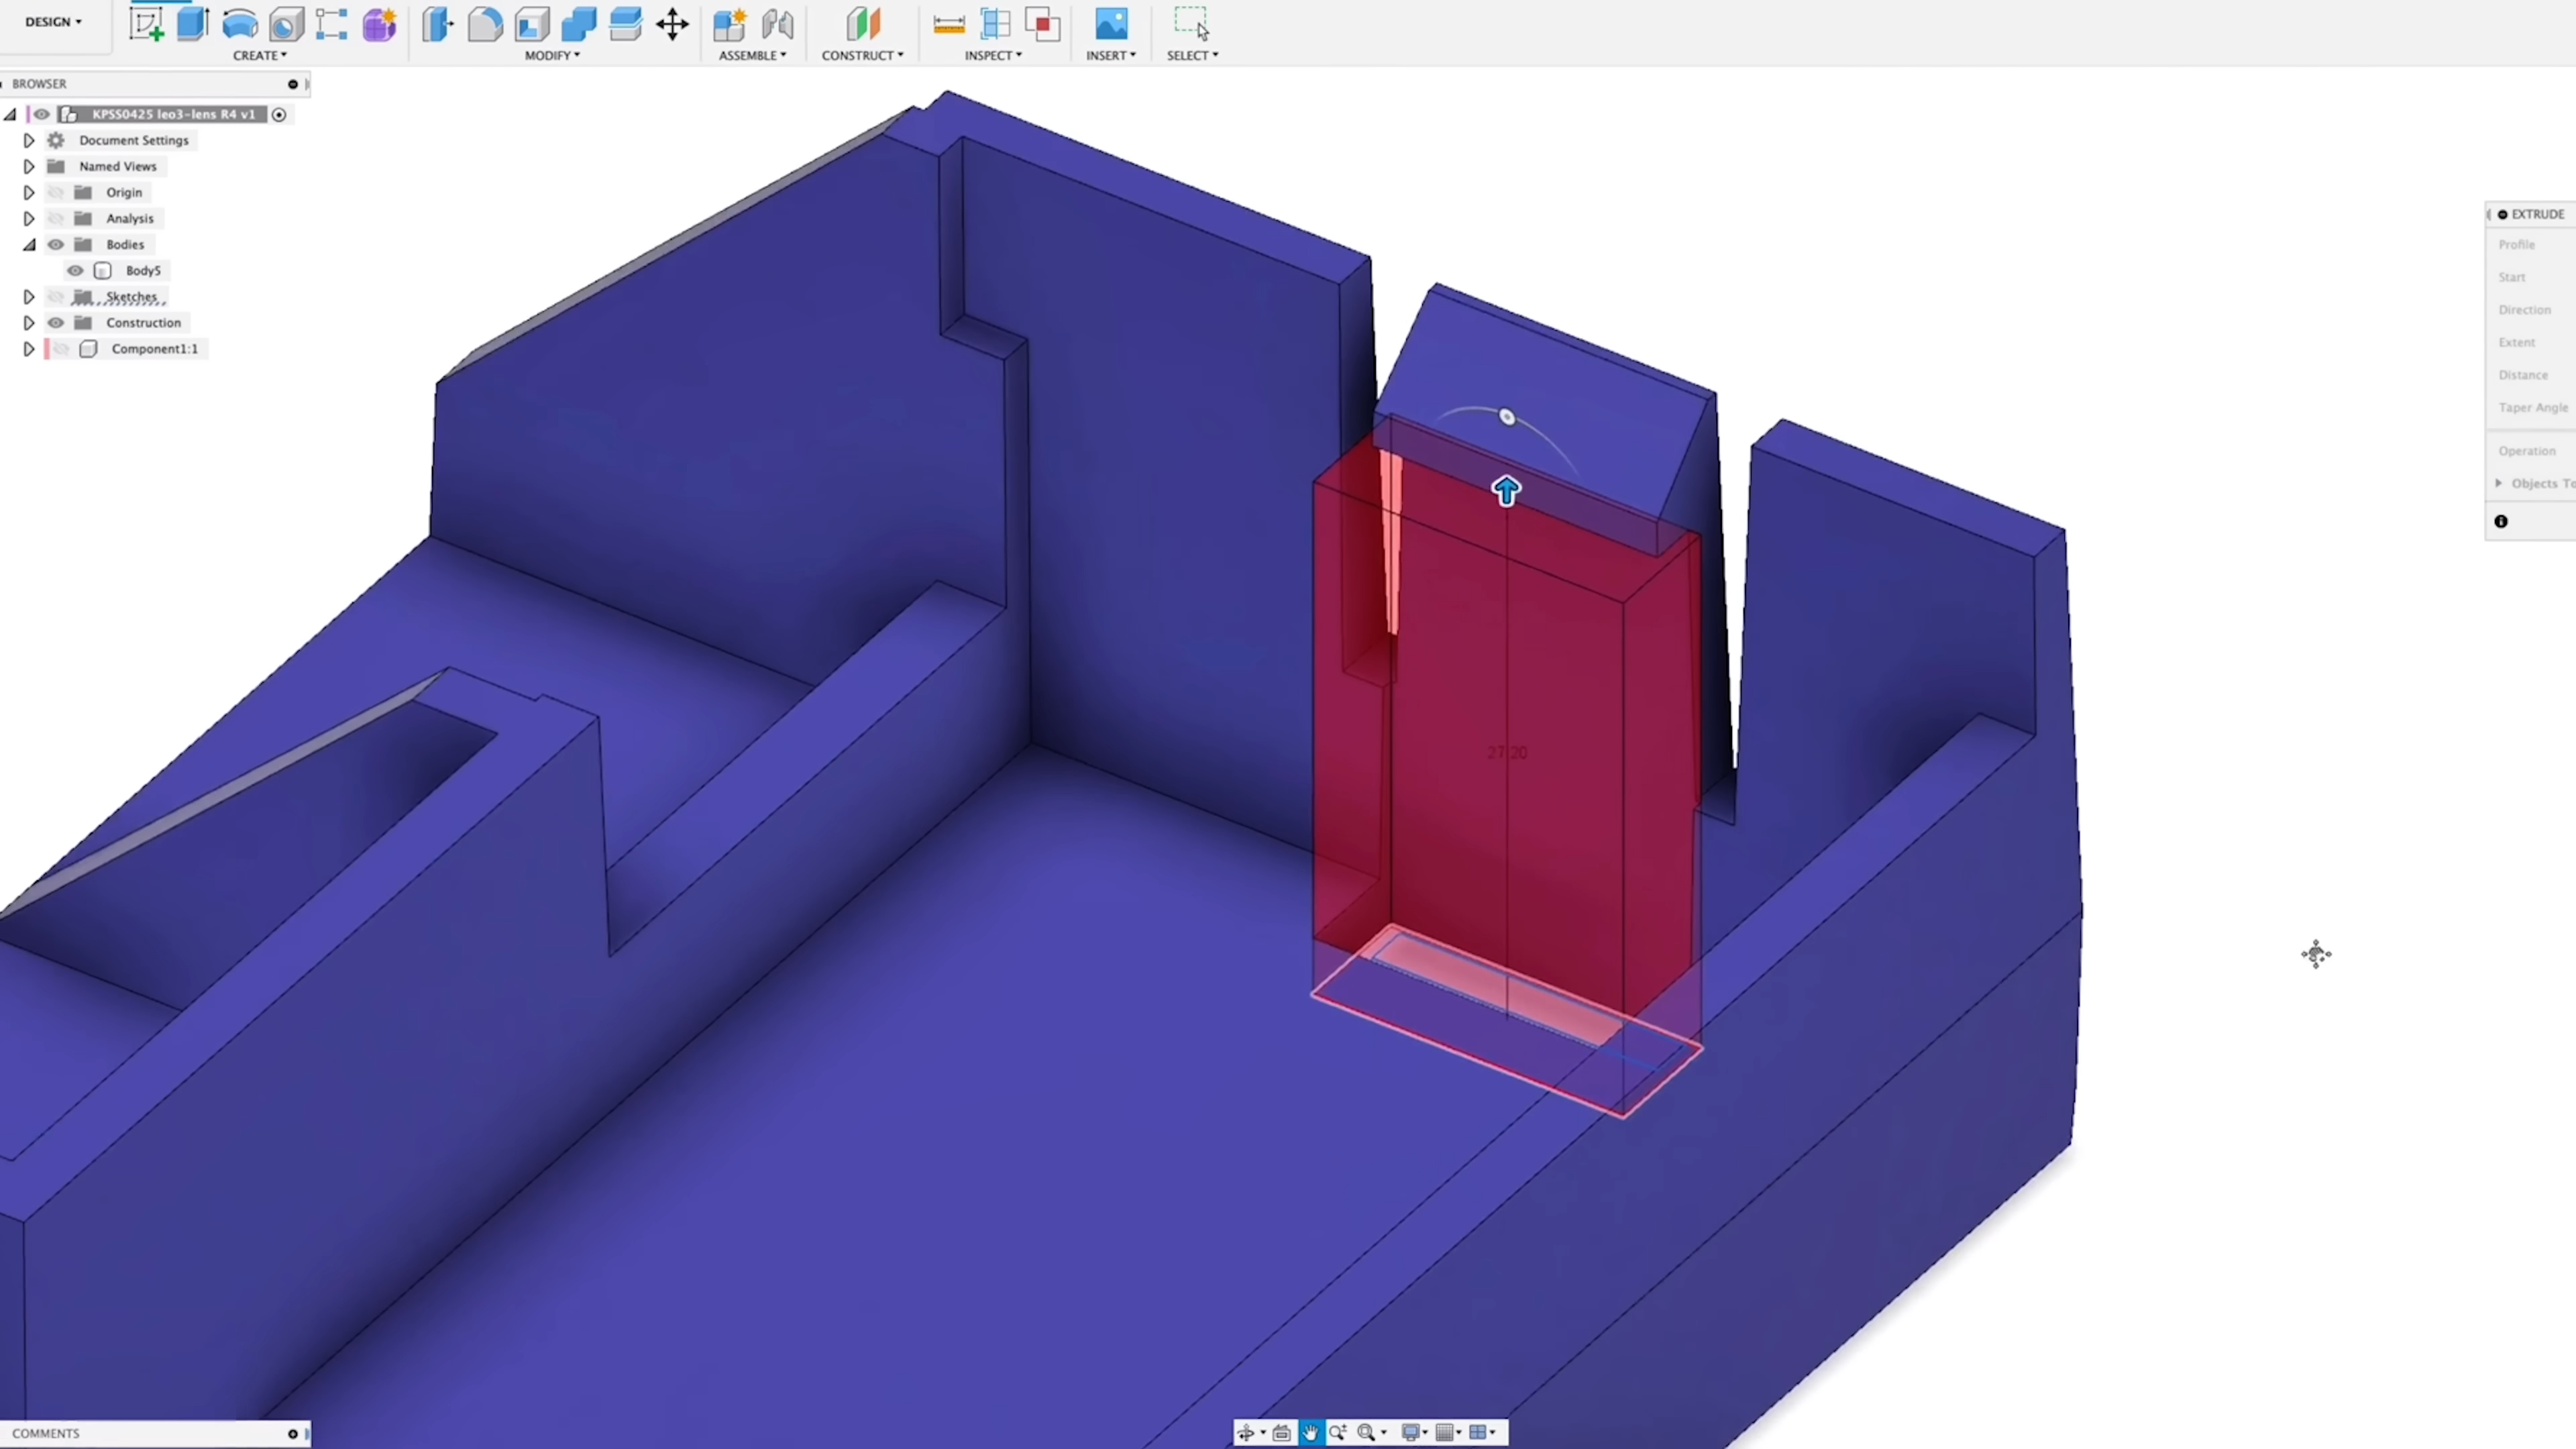 DESIGN
CREATE
MODIFY
ASSEMBLE
CONSTRUCT
INSPECT
INSERT
SELECT
BROWSER
KPSS0425 leo3-lens R4 v1
Document Settings
Named Views
Origin
Analysis
Bodies
Body5
Sketches
Construction
Component1:1
EXTRUDE
Profile
Start
Direction
Extent
Distance
Taper Angle
Operation
Objects To
27.20
COMMENTS